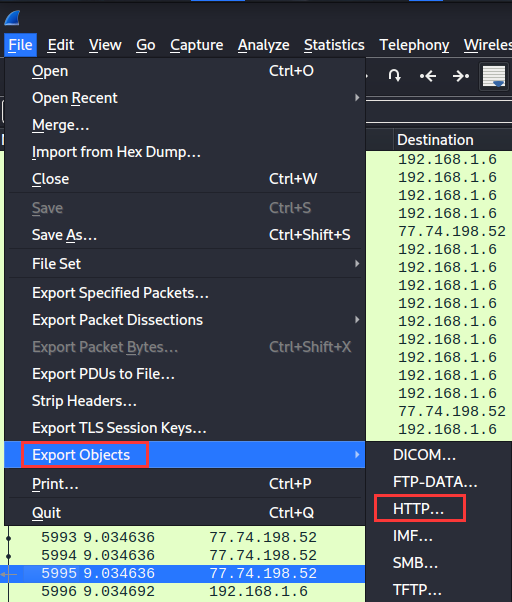 File Edit View Go Capture Analyze Statistics Telephony Wireles
Open Ctrl+O
Open Recent
Merge...
Import from Hex Dump...
Close Ctrl+W
Save Ctrl+S
Save As... Ctrl+Shift+S
File Set
Export Specified Packets...
Export Packet Dissections
Export Packet Bytes... Ctrl+Shift+X
Export PDUs to File...
Strip Headers...
Export TLS Session Keys...
Export Objects
Print... Ctrl+P
Quit Ctrl+Q
Destination
192.168.1.6
192.168.1.6
192.168.1.6
192.168.1.6
77.74.198.52
192.168.1.6
192.168.1.6
192.168.1.6
192.168.1.6
192.168.1.6
192.168.1.6
192.168.1.6
192.168.1.6
192.168.1.6
77.74.198.52
192.168.1.6
DICOM...
FTP-DATA...
HTTP...
IMF...
SMB...
TFTP...
5993 9.034636 77.74.198.52
5994 9.034636 77.74.198.52
5995 9.034636 77.74.198.52
5996 9.034692 192.168.1.6